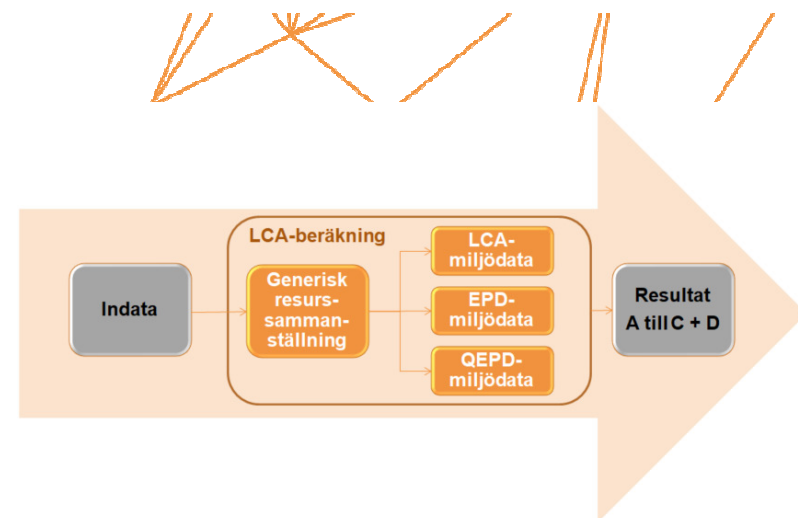 LCA-beräkning
Indata
Generisk
resurs-
samman-
ställning
LCA-
miljödata
EPD-
miljödata
QEPD-
miljödata
Resultat
A till C + D